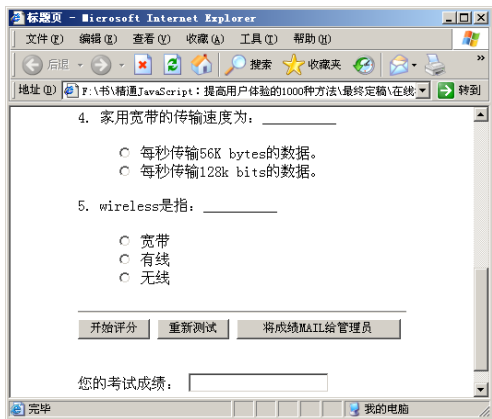 标题页 - Microsoft Internet Explorer
文件(F) 编辑(E) 查看(V) 收藏(A) 工具(T) 帮助(H)
后退 搜索 收藏夹 »
地址(D) F:\书\精通JavaScript：提高用户体验的1000种方法\最终定稿\在线 转到
4. 家用宽带的传输速度为：__________
每秒传输56K bytes的数据。
每秒传输128k bits的数据。
5. wireless是指：__________
宽带
有线
无线
开始评分 重新测试 将成绩MAIL给管理员
您的考试成绩：
完毕 我的电脑